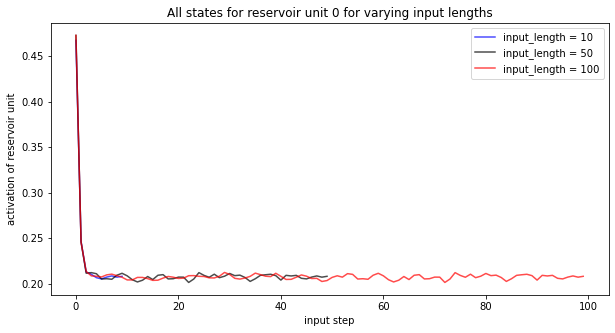 All states for reservoir unit 0 for varying input lengths
input_length = 10
input_length = 50
input_length = 100
activation of reservoir unit
0.45
0.40
0.35
0.30
0.25
0.20
0
20
40
60
80
100
input step